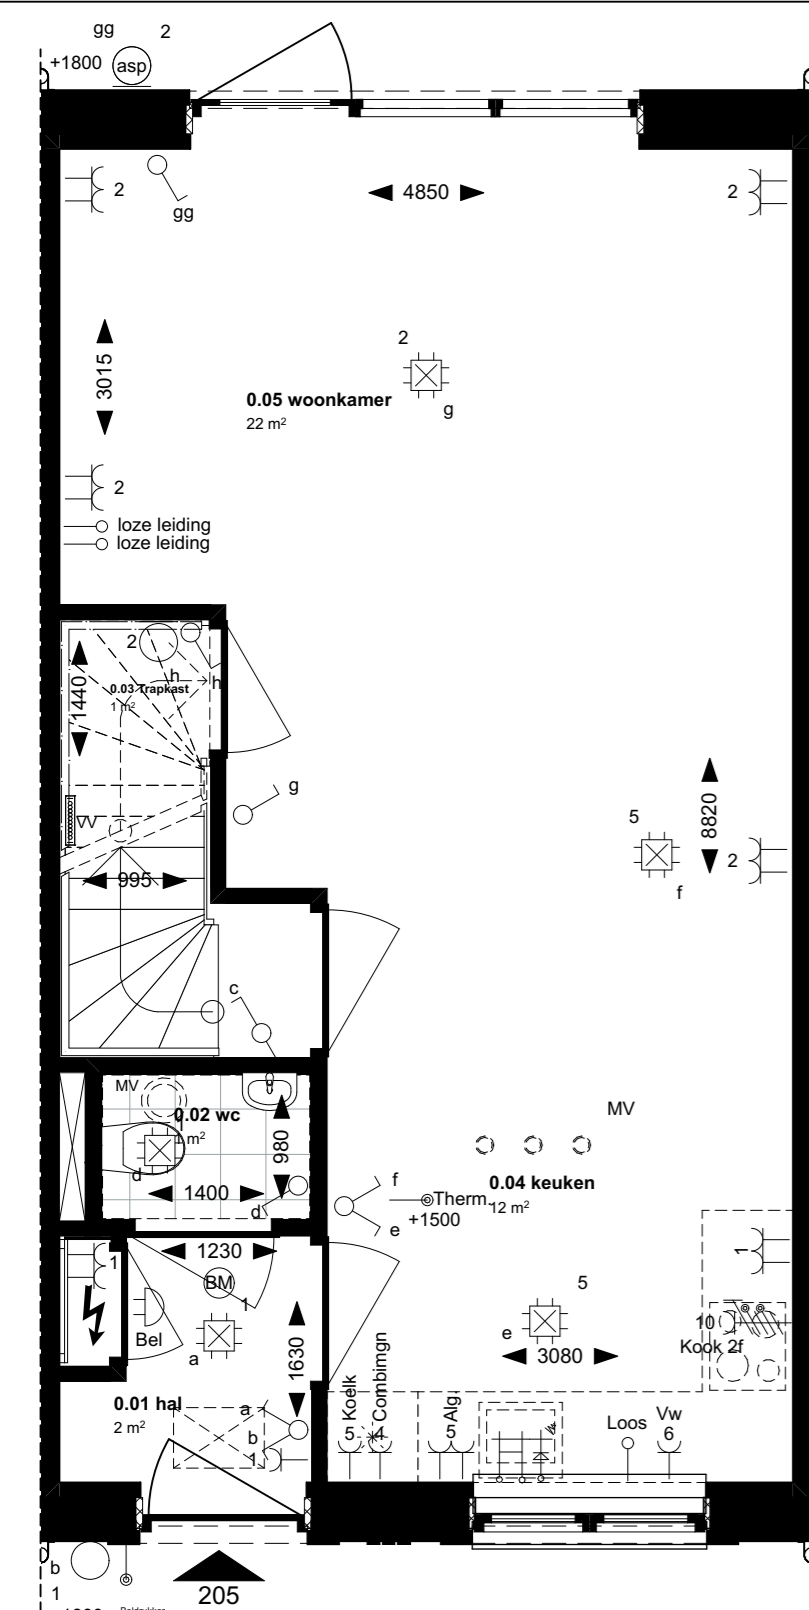 gg 2
+1800 asp
4850
2
gg
2
3015
2
g
0.05 woonkamer
22 m²
2
loze leiding
loze leiding
2
h
h
1440
0.03 Trapkast
1 m²
g
VV
5
8820
2
f
995
c
MV
0.02 wc
1 m²
980
d
1400
d
MV
f
Therm.
+1500
e
0.04 keuken
12 m²
1
1
1230
BM
1
Bel
a
1630
5
e
3080
10
Kook 2f
1
0.01 hal
2 m²
a
b
1
Koelk
5
Combimgn
4
Alg.
5
Loos
Vw
6
b
1
205